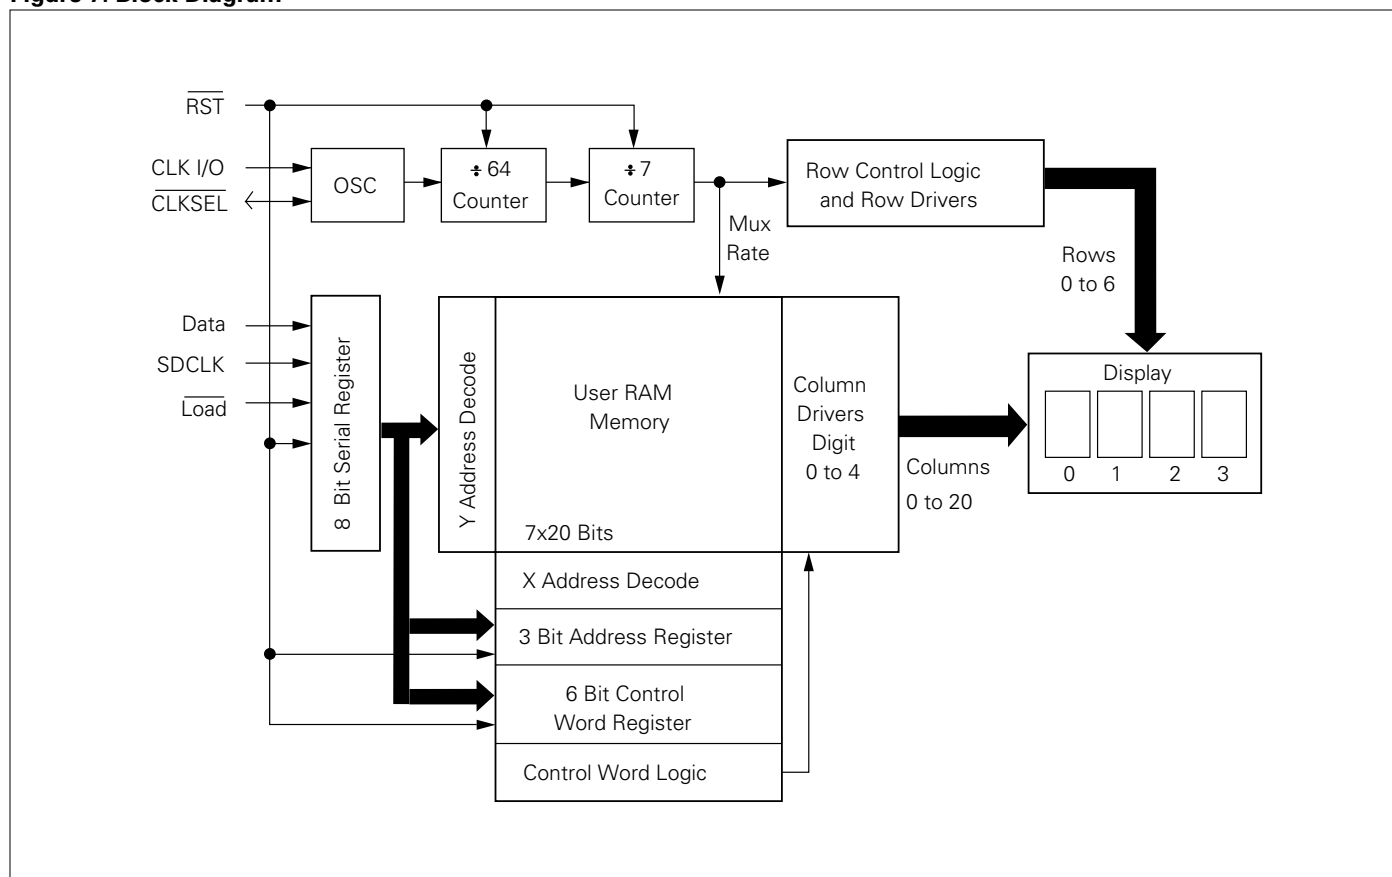 Figure 7. Block Diagram
RST
CLK I/O
CLKSEL
OSC
÷ 64
Counter
÷ 7
Counter
Row Control Logic
and Row Drivers
Mux
Rate
Rows
0 to 6
Data
SDCLK
Load
8 Bit Serial Register
Y Address Decode
User RAM
Memory
7x20 Bits
Column
Drivers
Digit
0 to 4
Columns
0 to 20
Display
0 1 2 3
X Address Decode
3 Bit Address Register
6 Bit Control
Word Register
Control Word Logic